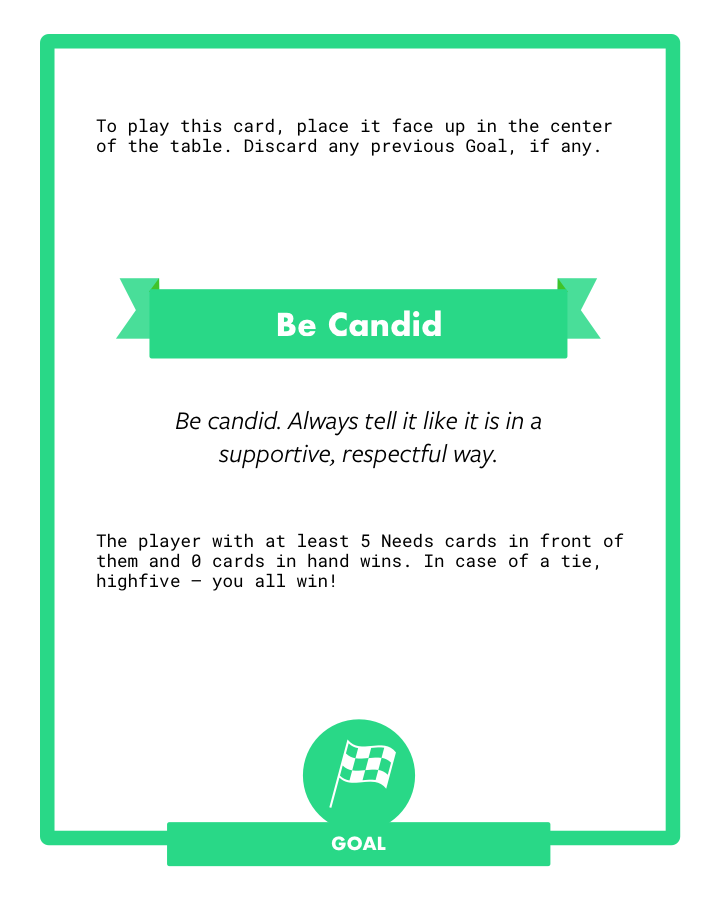 To play this card, place it face up in the center
of the table. Discard any previous Goal, if any.
Be Candid
Be candid. Always tell it like it is in a
supportive, respectful way.
The player with at least 5 Needs cards in front of
them and 0 cards in hand wins. In case of a tie,
highfive – you all win!
GOAL